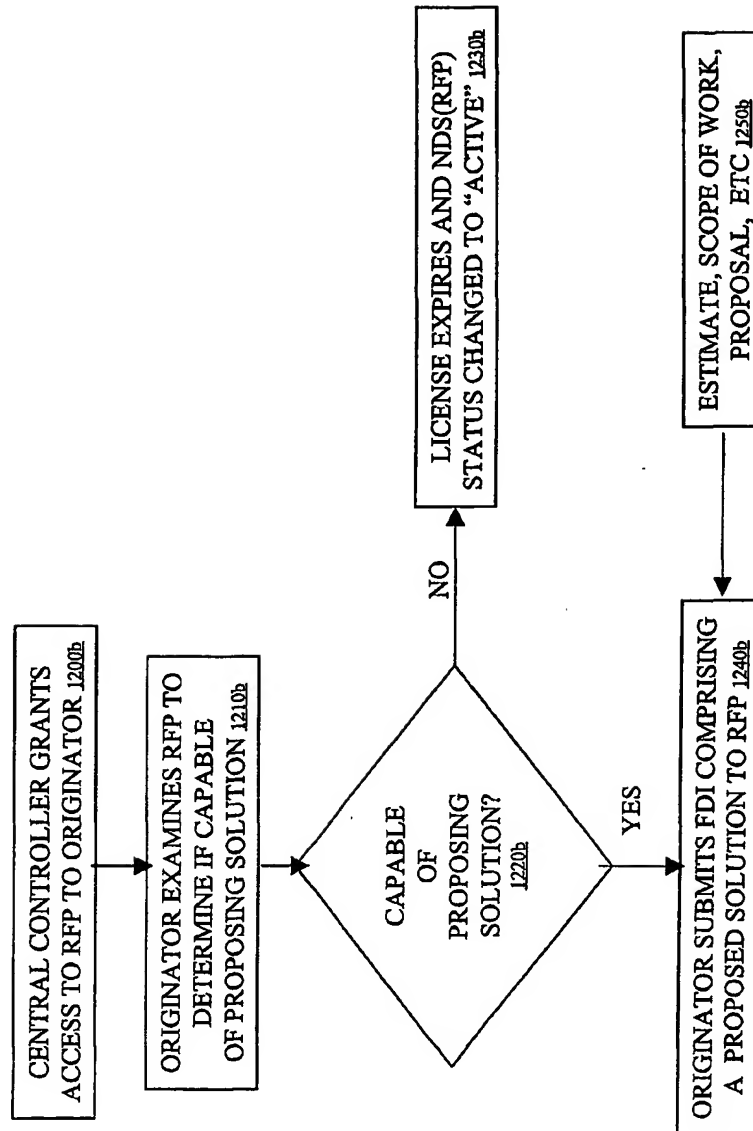 CENTRAL CONTROLLER GRANTS
ACCESS TO RFP TO ORIGINATOR 1200b
ORIGINATOR EXAMINES RFP TO
DETERMINE IF CAPABLE
OF PROPOSING SOLUTION 1210b
CAPABLE
OF
PROPOSING
SOLUTION?
1220b
NO
LICENSE EXPIRES AND NDS(RFP)
STATUS CHANGED TO "ACTIVE" 1230b
YES
ORIGINATOR SUBMITS FDI COMPRISING
A PROPOSED SOLUTION TO RFP 1240b
ESTIMATE, SCOPE OF WORK,
PROPOSAL, ETC 1250b